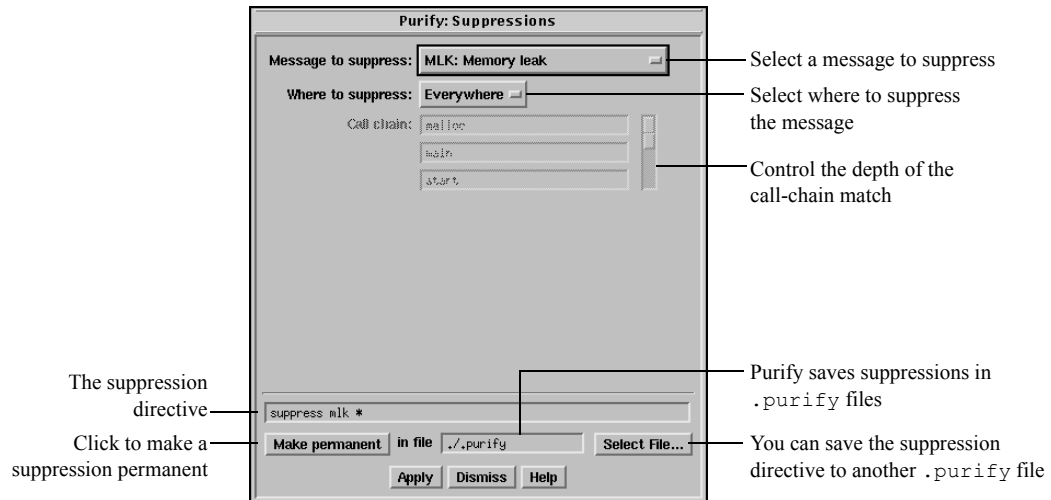 Purify: Suppressions
Message to suppress: MLK: Memory leak
Select a message to suppress
Where to suppress: Everywhere
Select where to suppress
the message
Call chain: malloc
main
start
Control the depth of the
call-chain match
The suppression
directive
suppress mlk *
Purify saves suppressions in
.purify files
Click to make a
suppression permanent
Make permanent in file ./.purify Select File...
You can save the suppression
directive to another .purify file
Apply Dismiss Help